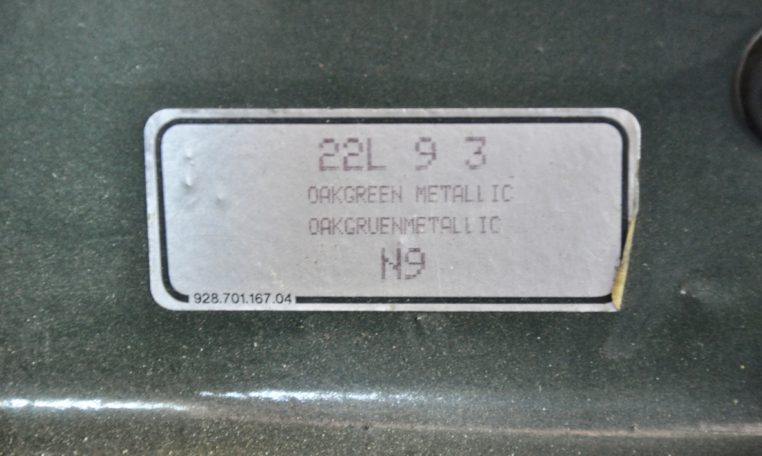 22L 9 3
OAKGREEN METALLIC
OAKGRUENMETALLIC
N9
928.701.167.04